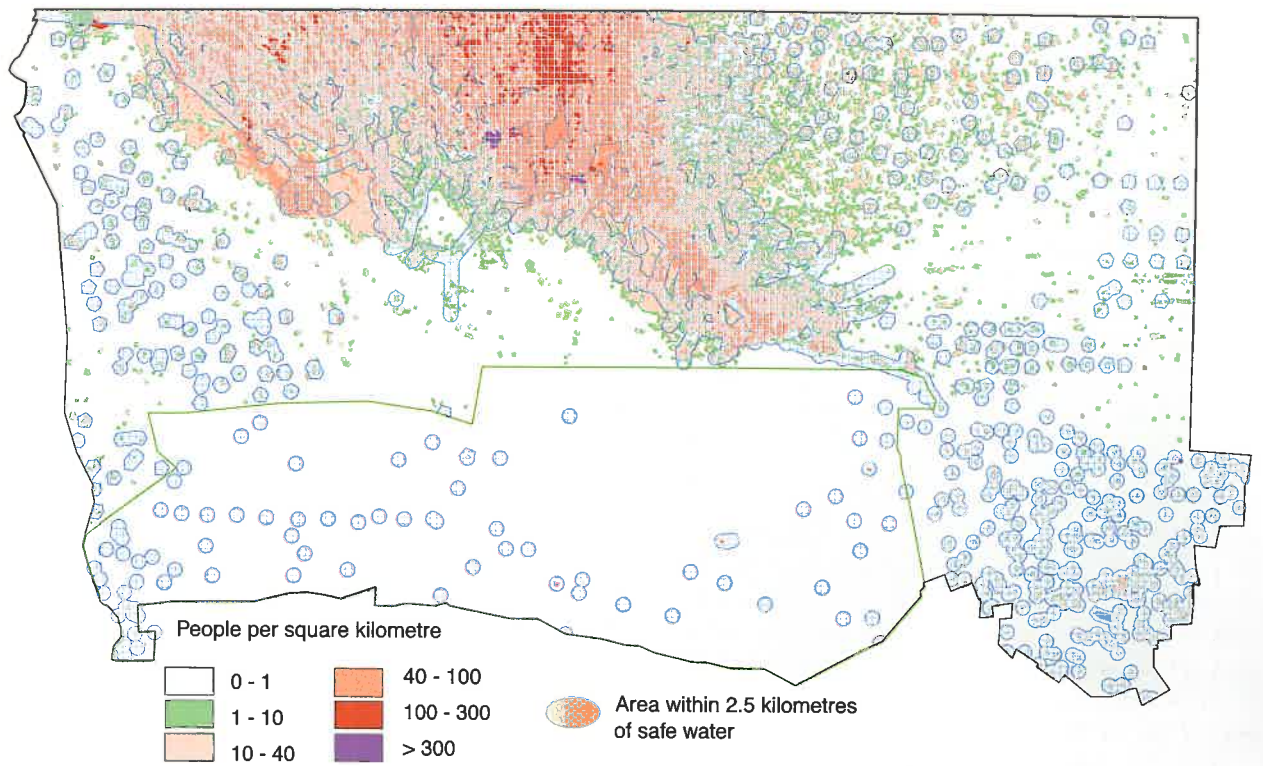 People per square kilometre
0 - 1
1 - 10
10 - 40
40 - 100
100 - 300
> 300
Area within 2.5 kilometres
of safe water